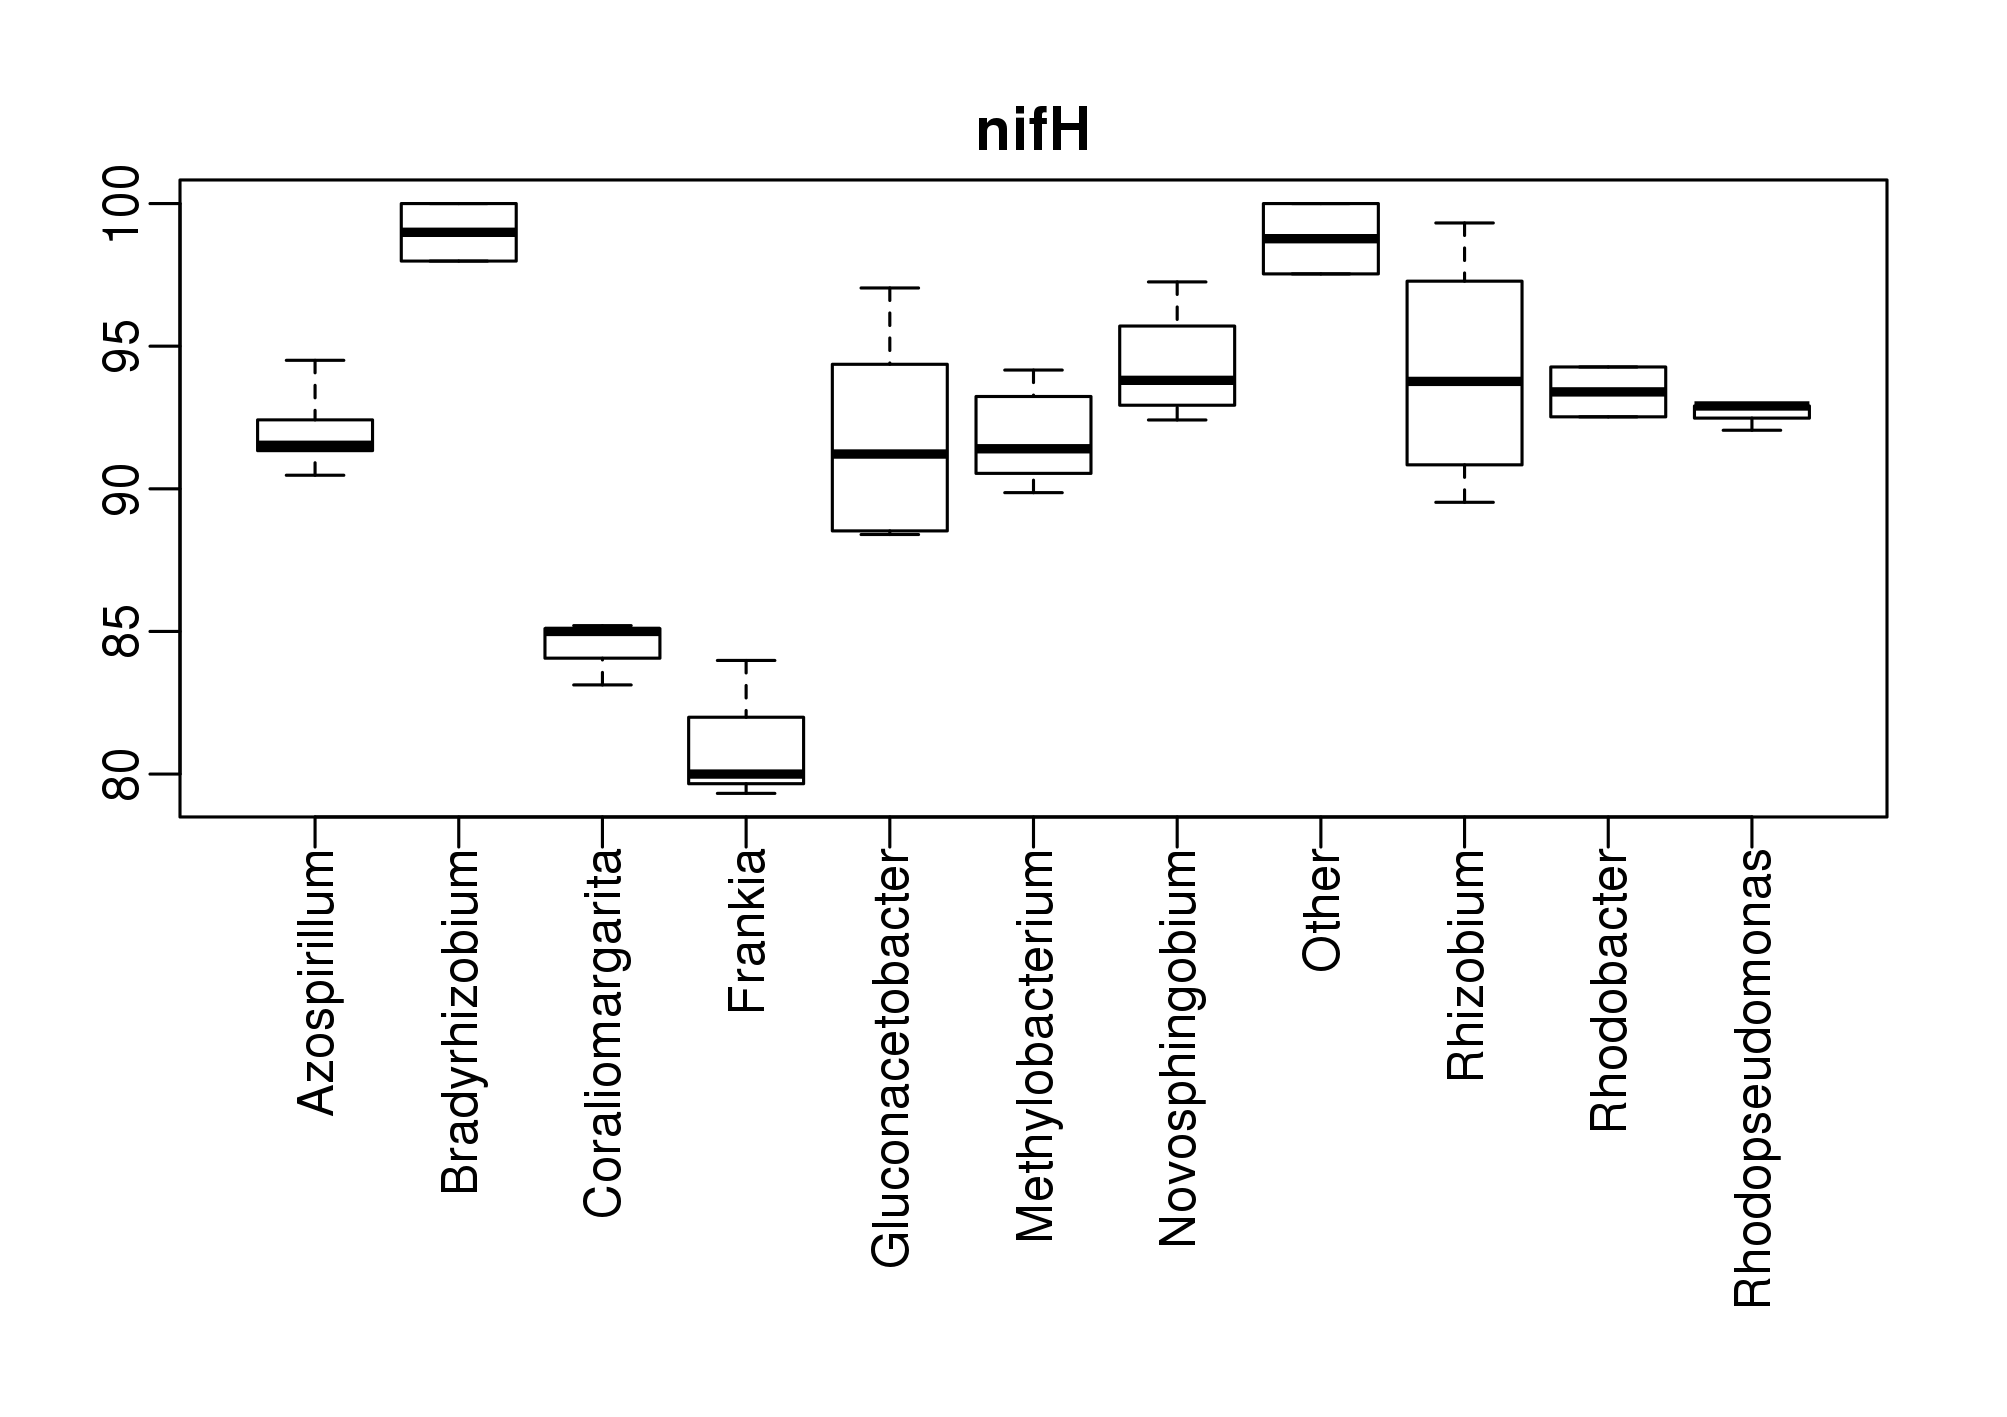 nifH
100
95
90
85
80
Azospirillum
Bradyrhizobium
Coraliomargarita
Frankia
Gluconacetobacter
Methylobacterium
Novosphingobium
Other
Rhizobium
Rhodobacter
Rhodopseudomonas